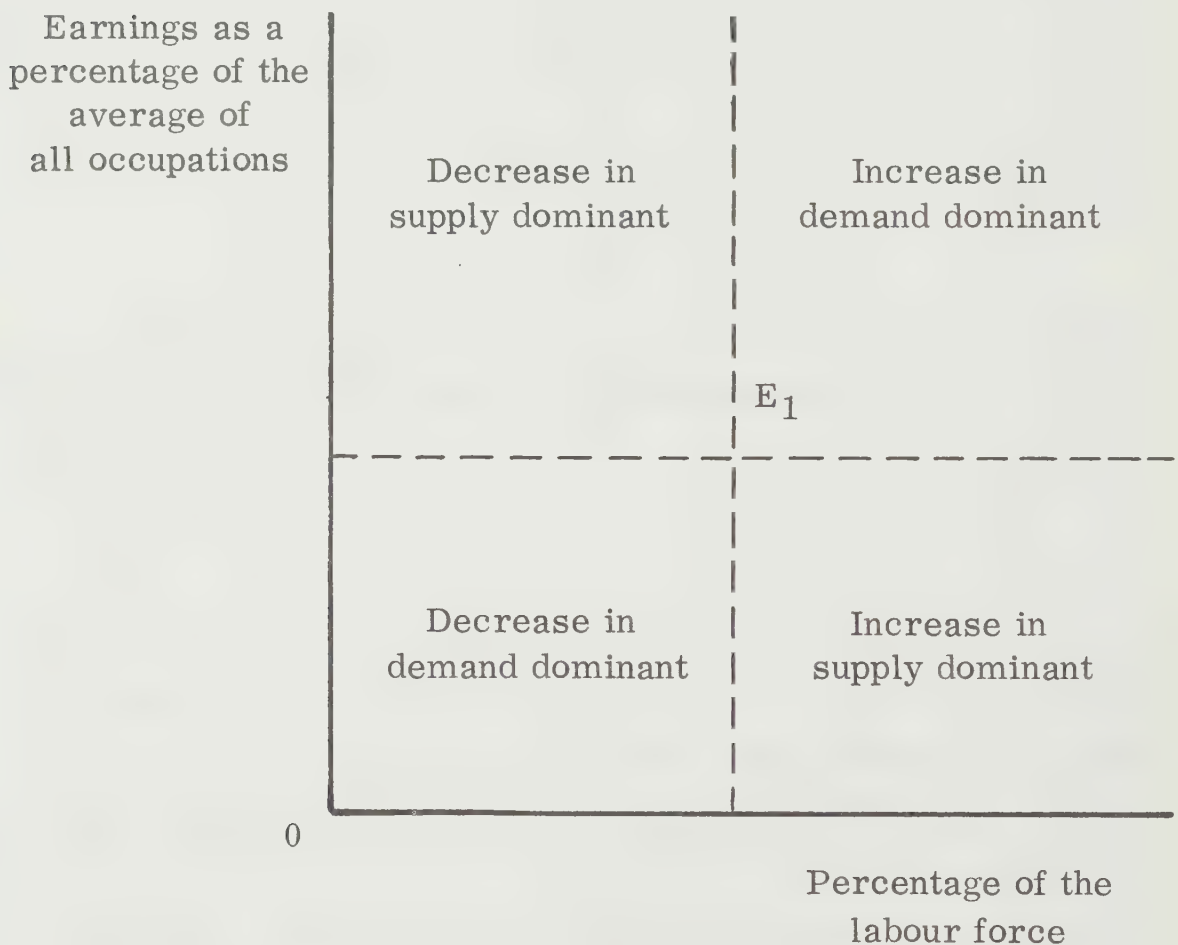 Earnings as a
percentage of the
average of
all occupations
Decrease in
supply dominant
Increase in
demand dominant
E1
Decrease in
demand dominant
Increase in
supply dominant
0
Percentage of the
labour force